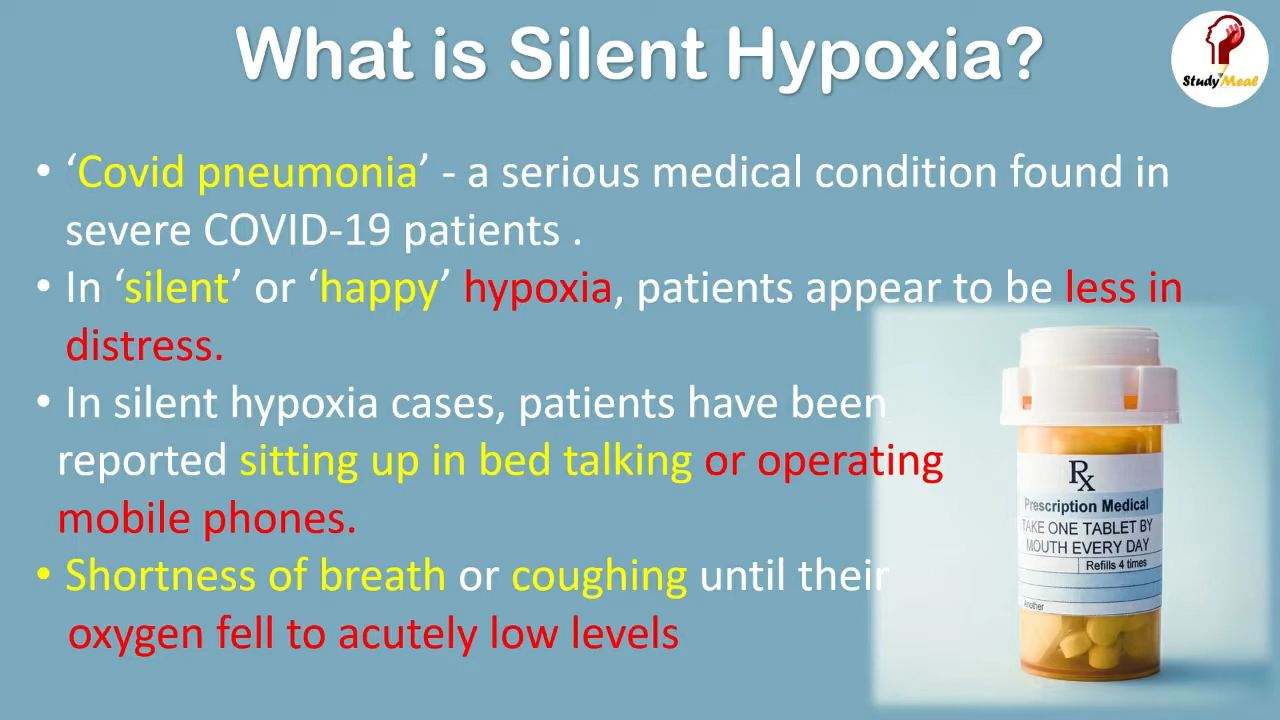 What is Silent Hypoxia?
Study Meal
• ‘Covid pneumonia’ - a serious medical condition found in
severe COVID-19 patients .
• In ‘silent’ or ‘happy’ hypoxia, patients appear to be less in
distress.
• In silent hypoxia cases, patients have been
reported sitting up in bed talking or operating
mobile phones.
• Shortness of breath or coughing until their
oxygen fell to acutely low levels
Rx
Prescription Medical
TAKE ONE TABLET BY
MOUTH EVERY DAY
Refills 4 times
Another